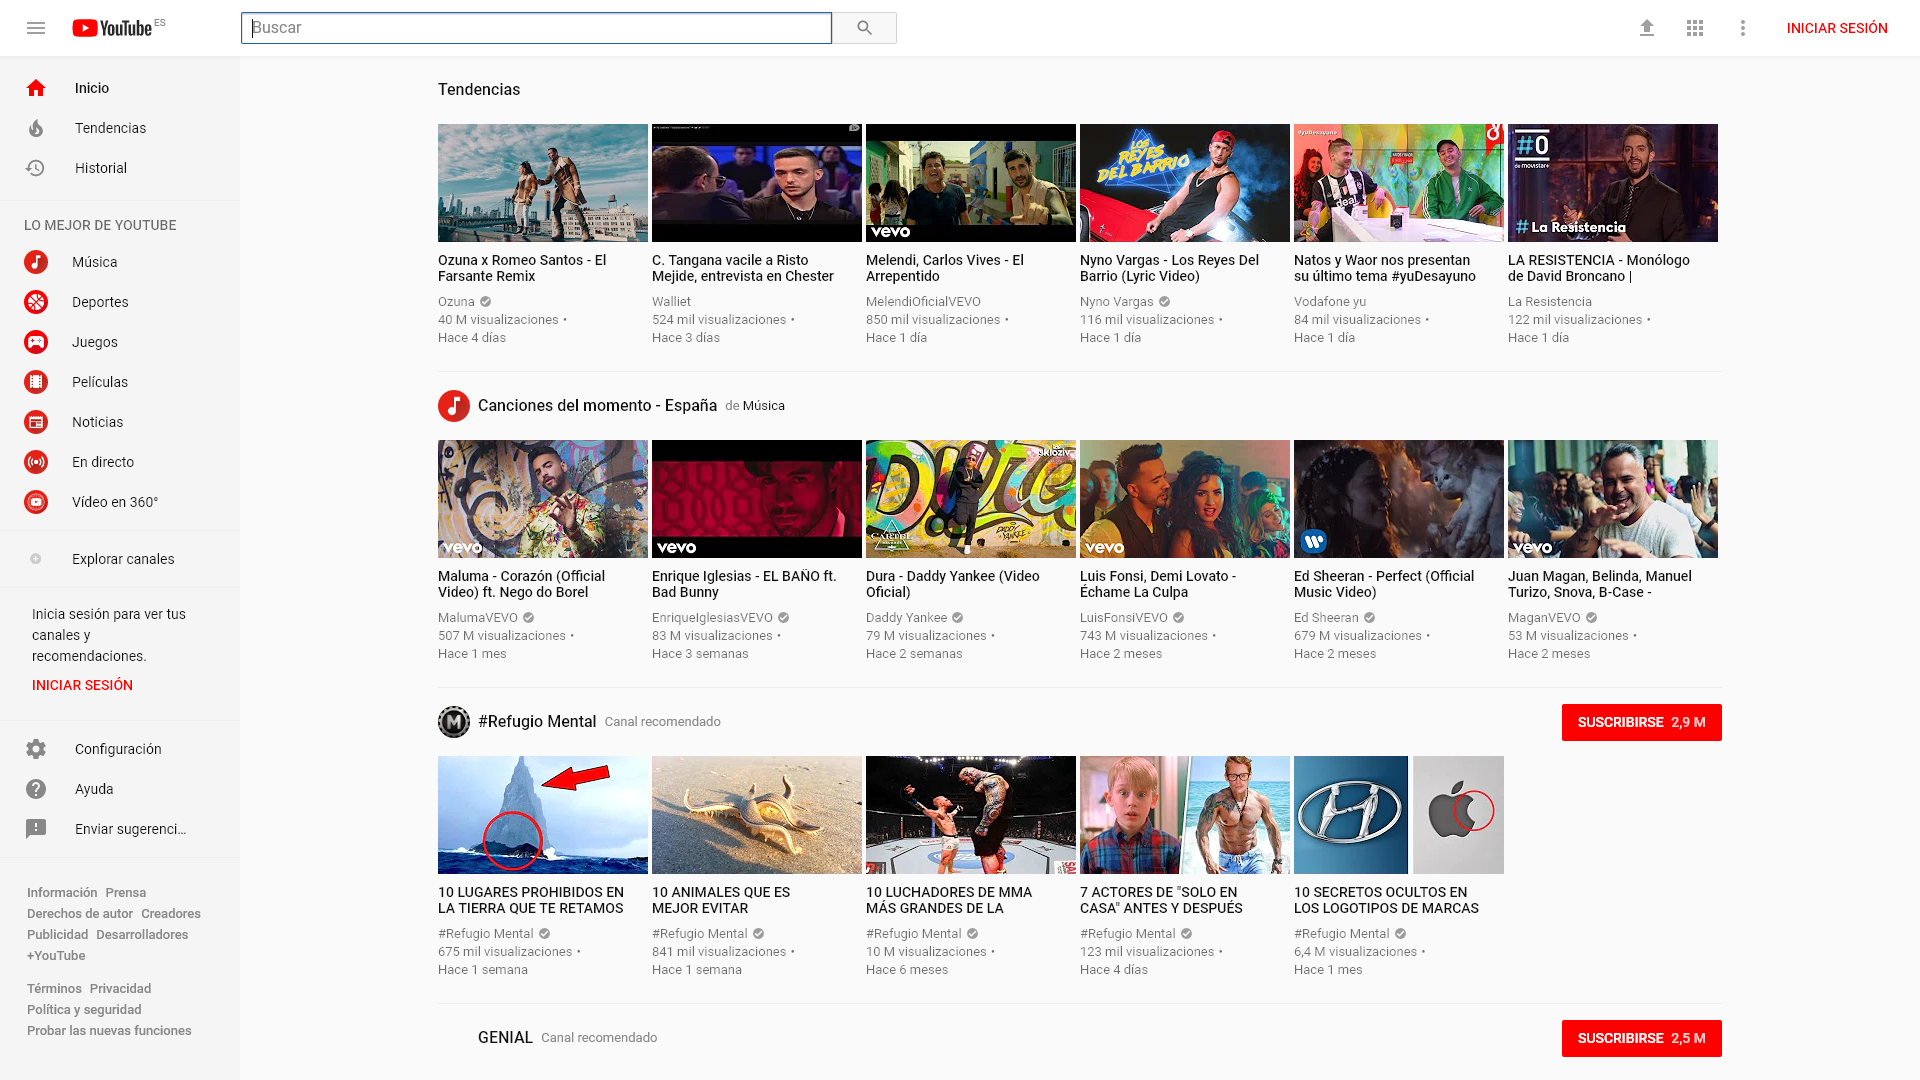 YouTube ES
Buscar
INICIAR SESIÓN
Inicio
Tendencias
Historial
LO MEJOR DE YOUTUBE
Música
Deportes
Juegos
Películas
Noticias
En directo
Vídeo en 360°
Explorar canales
Inicia sesión para ver tus
canales y
recomendaciones.
INICIAR SESIÓN
Configuración
Ayuda
Enviar sugerenci...
Información Prensa
Derechos de autor Creadores
Publicidad Desarrolladores
+YouTube
Términos Privacidad
Política y seguridad
Probar las nuevas funciones
Tendencias
vevo
LOS
REYES
DEL BARRIO
#yuDesayuno
#0
de movistar+
# La Resistencia
Ozuna x Romeo Santos - El
Farsante Remix
Ozuna
40 M visualizaciones •
Hace 4 días
C. Tangana vacile a Risto
Mejide, entrevista en Chester
Walliet
524 mil visualizaciones •
Hace 3 días
Melendi, Carlos Vives - El
Arrepentido
MelendiOficialVEVO
850 mil visualizaciones •
Hace 1 día
Nyno Vargas - Los Reyes Del
Barrio (Lyric Video)
Nyno Vargas
116 mil visualizaciones •
Hace 1 día
Natos y Waor nos presentan
su último tema #yuDesayuno
Vodafone yu
84 mil visualizaciones •
Hace 1 día
LA RESISTENCIA - Monólogo
de David Broncano |
La Resistencia
122 mil visualizaciones •
Hace 1 día
Canciones del momento - España de Música
vevo
vevo
CARTEL
DADDY
YANKEE
vevo
W
vevo
Maluma - Corazón (Official
Video) ft. Nego do Borel
MalumaVEVO
507 M visualizaciones •
Hace 1 mes
Enrique Iglesias - EL BAÑO ft.
Bad Bunny
EnriqueIglesiasVEVO
83 M visualizaciones •
Hace 3 semanas
Dura - Daddy Yankee (Video
Oficial)
Daddy Yankee
79 M visualizaciones •
Hace 2 semanas
Luis Fonsi, Demi Lovato -
Échame La Culpa
LuisFonsiVEVO
743 M visualizaciones •
Hace 2 meses
Ed Sheeran - Perfect (Official
Music Video)
Ed Sheeran
679 M visualizaciones •
Hace 2 meses
Juan Magan, Belinda, Manuel
Turizo, Snova, B-Case -
MaganVEVO
53 M visualizaciones •
Hace 2 meses
M #Refugio Mental Canal recomendado
SUSCRIBIRSE 2,9 M
10 LUGARES PROHIBIDOS EN
LA TIERRA QUE TE RETAMOS
#Refugio Mental
675 mil visualizaciones •
Hace 1 semana
10 ANIMALES QUE ES
MEJOR EVITAR
#Refugio Mental
841 mil visualizaciones •
Hace 1 semana
10 LUCHADORES DE MMA
MÁS GRANDES DE LA
#Refugio Mental
10 M visualizaciones •
Hace 6 meses
7 ACTORES DE "SOLO EN
CASA" ANTES Y DESPUÉS
#Refugio Mental
123 mil visualizaciones •
Hace 4 días
10 SECRETOS OCULTOS EN
LOS LOGOTIPOS DE MARCAS
#Refugio Mental
6,4 M visualizaciones •
Hace 1 mes
GENIAL Canal recomendado
SUSCRIBIRSE 2,5 M